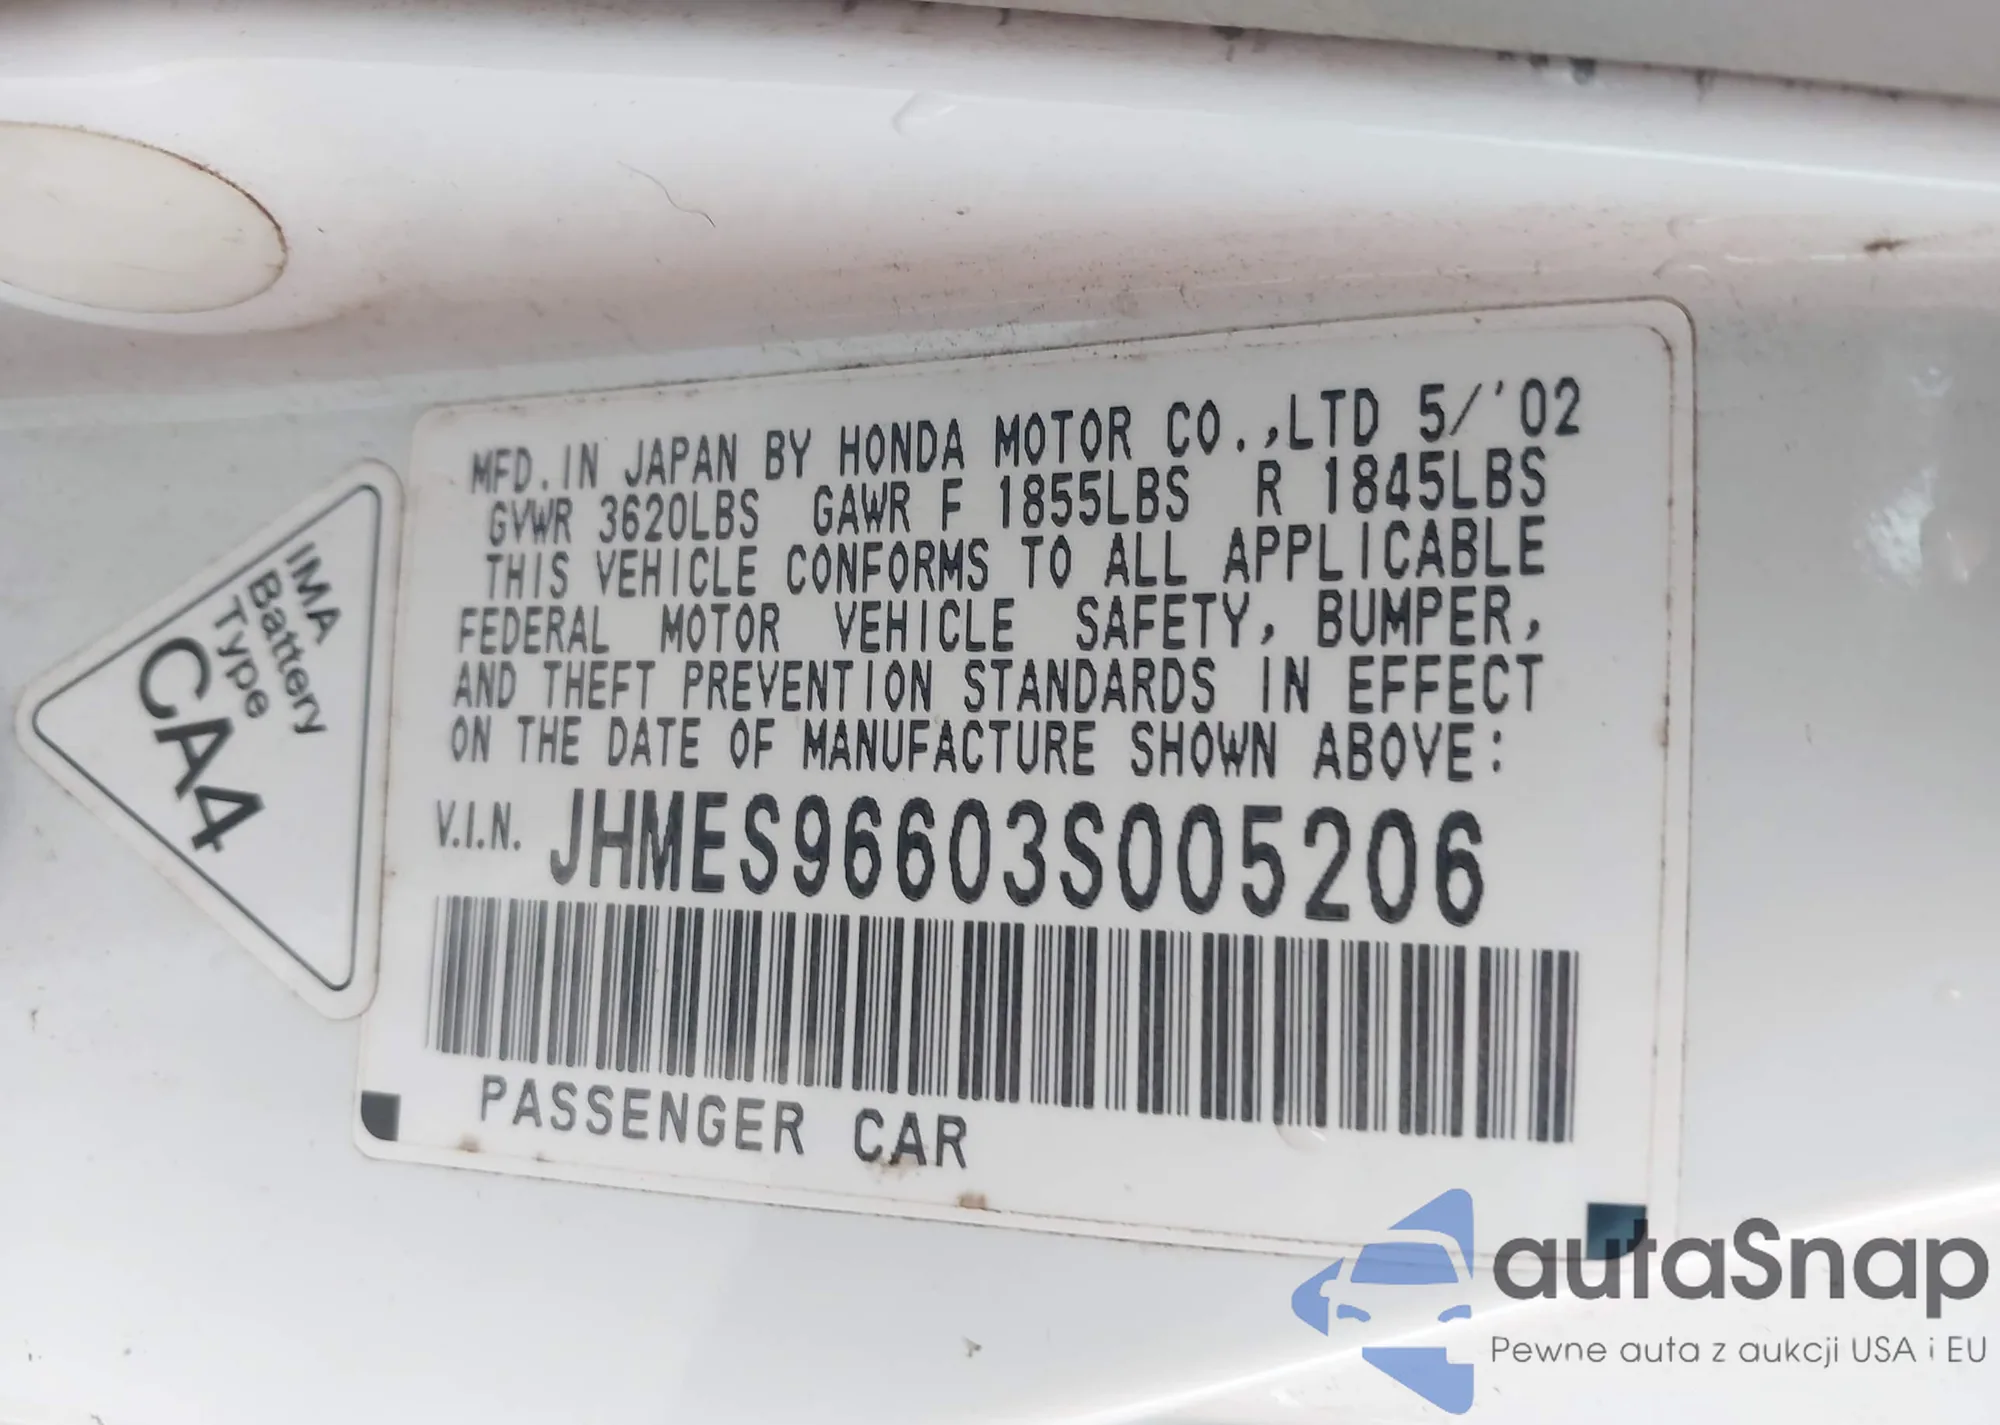 MFD. IN JAPAN BY HONDA MOTOR CO.,LTD 5/'02
GVWR 3620LBS GAWR F 1855LBS R 1845LBS
THIS VEHICLE CONFORMS TO ALL APPLICABLE
FEDERAL MOTOR VEHICLE SAFETY, BUMPER,
AND THEFT PREVENTION STANDARDS IN EFFECT
ON THE DATE OF MANUFACTURE SHOWN ABOVE:
V.I.N. JHMES96603S005206
PASSENGER CAR
IMA
Battery
Type
CA4
autaSnap
Pewne auta z aukcji USA i EU